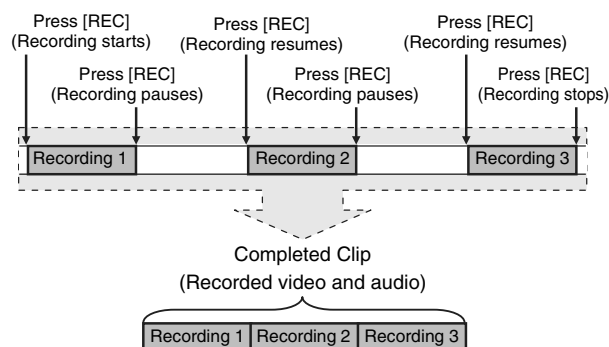 Press [REC]
(Recording starts)
Press [REC]
(Recording pauses)
Press [REC]
(Recording resumes)
Press [REC]
(Recording pauses)
Press [REC]
(Recording resumes)
Press [REC]
(Recording stops)
Recording 1
Recording 2
Recording 3
Completed Clip
(Recorded video and audio)
Recording 1
Recording 2
Recording 3